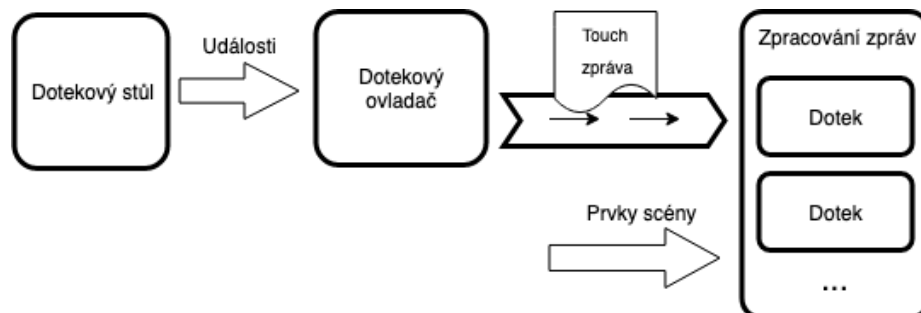 Dotekový stůl
Události
Dotekový
ovladač
Touch
zpráva
Zpracování zpráv
Dotek
Dotek
...
Prvky scény